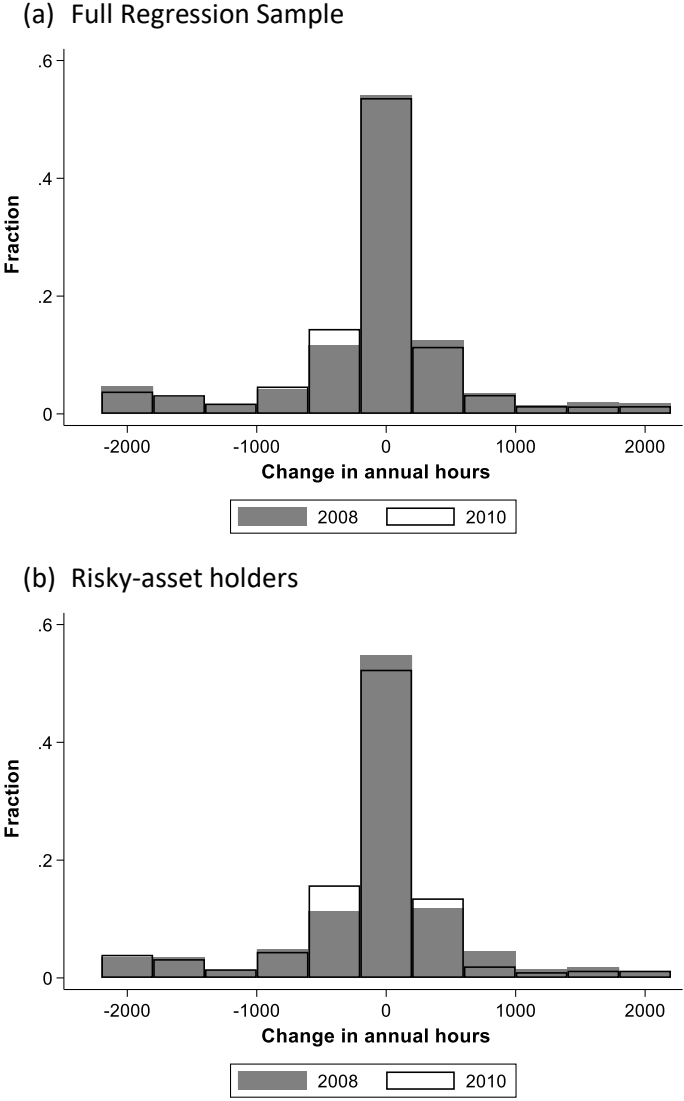 (a) Full Regression Sample
.6
.4
.2
0
Fraction
-2000 -1000 0 1000 2000
Change in annual hours
2008 2010
(b) Risky-asset holders
.6
.4
.2
0
Fraction
-2000 -1000 0 1000 2000
Change in annual hours
2008 2010